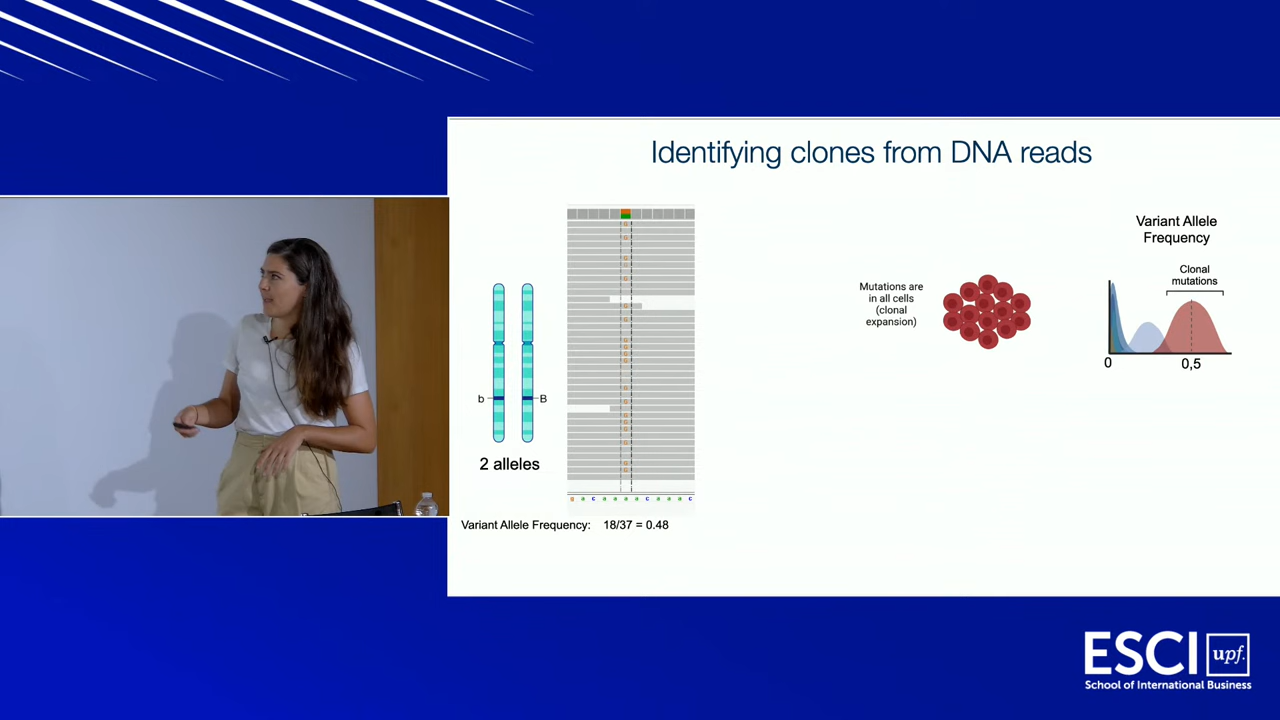 Identifying clones from DNA reads
b
B
2 alleles
g a c a a a a c a a a c
Variant Allele Frequency: 18/37 = 0.48
Mutations are
in all cells
(clonal
expansion)
Variant Allele
Frequency
Clonal
mutations
0
0,5
ESCI upf.
School of International Business